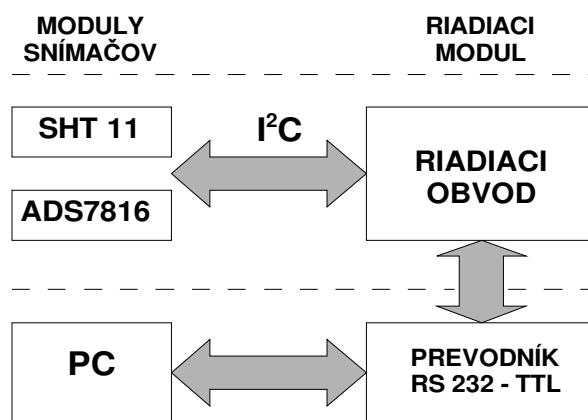 MODULY
SNÍMAČOV
RIADIACI
MODUL
SHT 11
I²C
RIADIACI
OBVOD
ADS7816
PC
PREVODNÍK
RS 232 - TTL